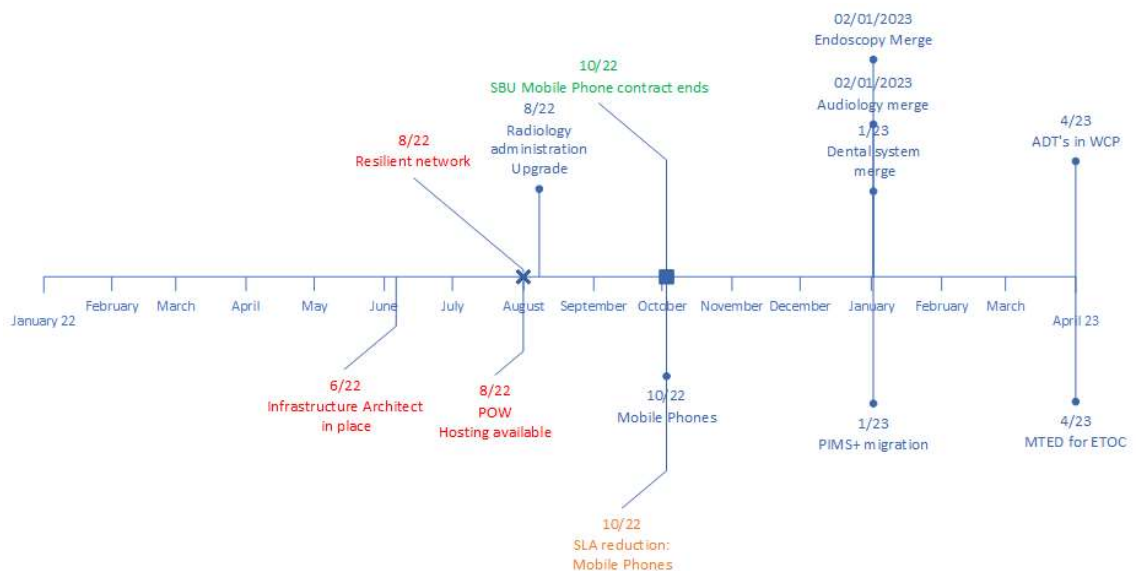 02/01/2023
Endoscopy Merge
10/22
SBU Mobile Phone contract ends
02/01/2023
Audiology merge
8/22
Radiology
administration
Upgrade
1/23
Dental system
merge
4/23
ADT's in WCP
8/22
Resilient network
January 22
February
March
April
May
June
July
August
September
October
November
December
January
February
March
April 23
6/22
Infrastructure Architect
in place
8/22
POW
Hosting available
10/22
Mobile Phones
1/23
PIMS+ migration
4/23
MTED for ETOC
10/22
SLA reduction:
Mobile Phones